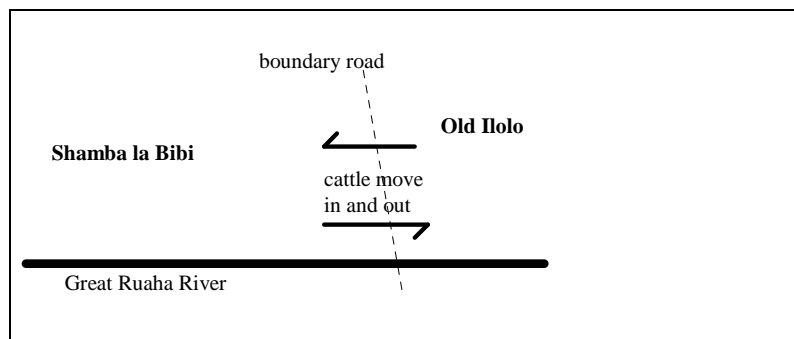 boundary road
Old Ilolo
Shamba la Bibi
cattle move
in and out
Great Ruaha River